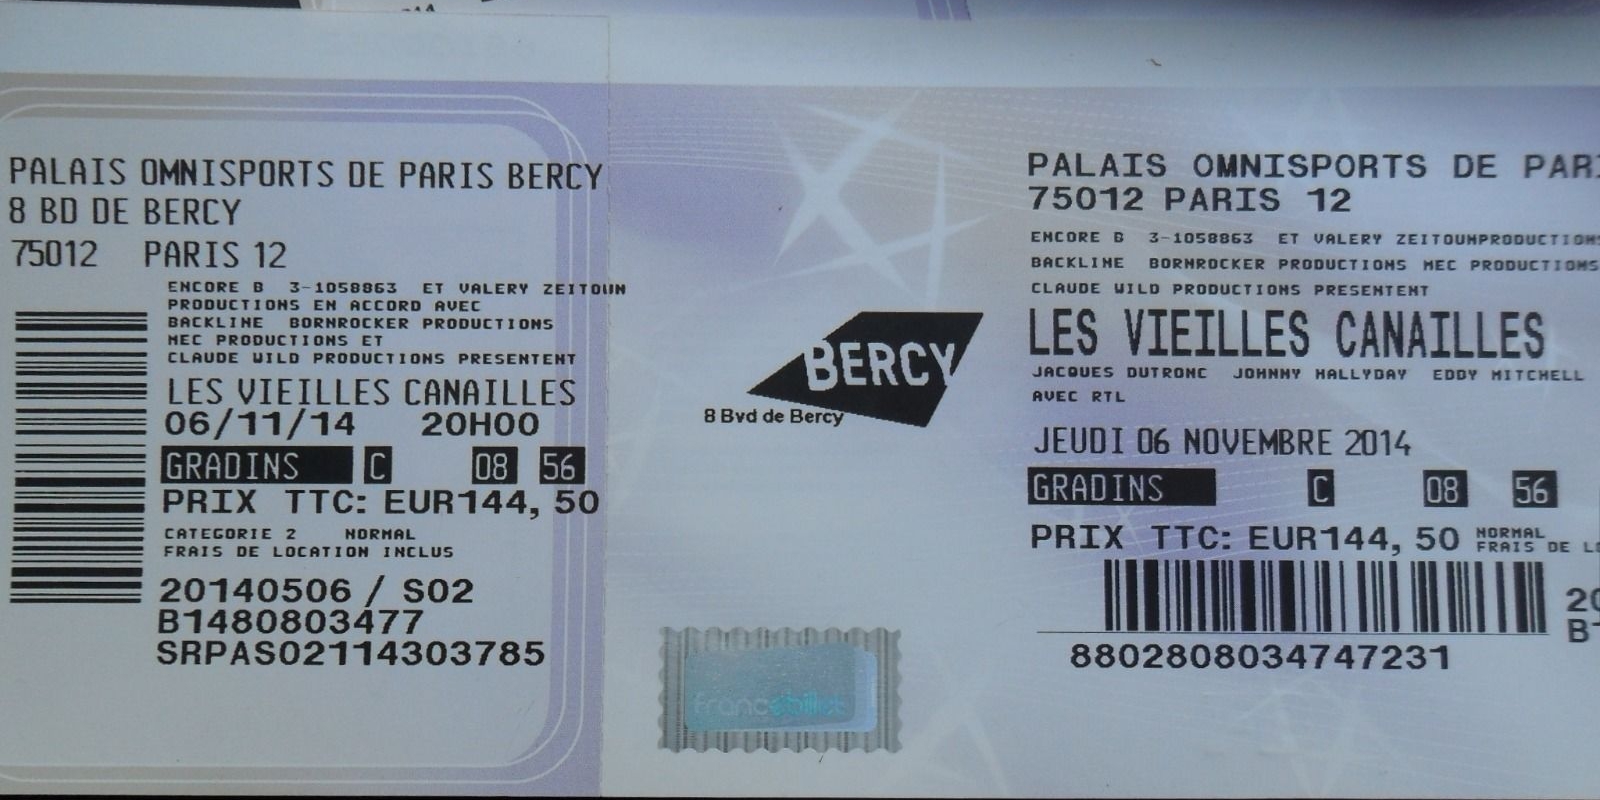 PALAIS OMNISPORTS DE PARIS BERCY
8 BD DE BERCY
75012 PARIS 12
ENCORE B 3-1058863 ET VALERY ZEITOUN
PRODUCTIONS EN ACCORD AVEC
BACKLINE BORNROCKER PRODUCTIONS
MEC PRODUCTIONS ET
CLAUDE WILD PRODUCTIONS PRESENTENT
LES VIEILLES CANAILLES
06/11/14 20H00
GRADINS C 08 56
PRIX TTC: EUR144, 50
CATEGORIE 2 NORMAL
FRAIS DE LOCATION INCLUS
20140506 / S02
B1480803477
SRPAS02114303785
BERCY
8 Bvd de Bercy
francebillet
PALAIS OMNISPORTS DE PARI
75012 PARIS 12
ENCORE B 3-1058863 ET VALERY ZEITOUNPRODUCTIONS
BACKLINE BORNROCKER PRODUCTIONS MEC PRODUCTIONS
CLAUDE WILD PRODUCTIONS PRESENTENT
LES VIEILLES CANAILLES
JACQUES DUTRONC JOHNNY HALLYDAY EDDY MITCHELL
AVEC RTL
JEUDI 06 NOVEMBRE 2014
GRADINS C 08 56
PRIX TTC: EUR144, 50 NORMAL
FRAIS DE LO
20
B1
8802808034747231